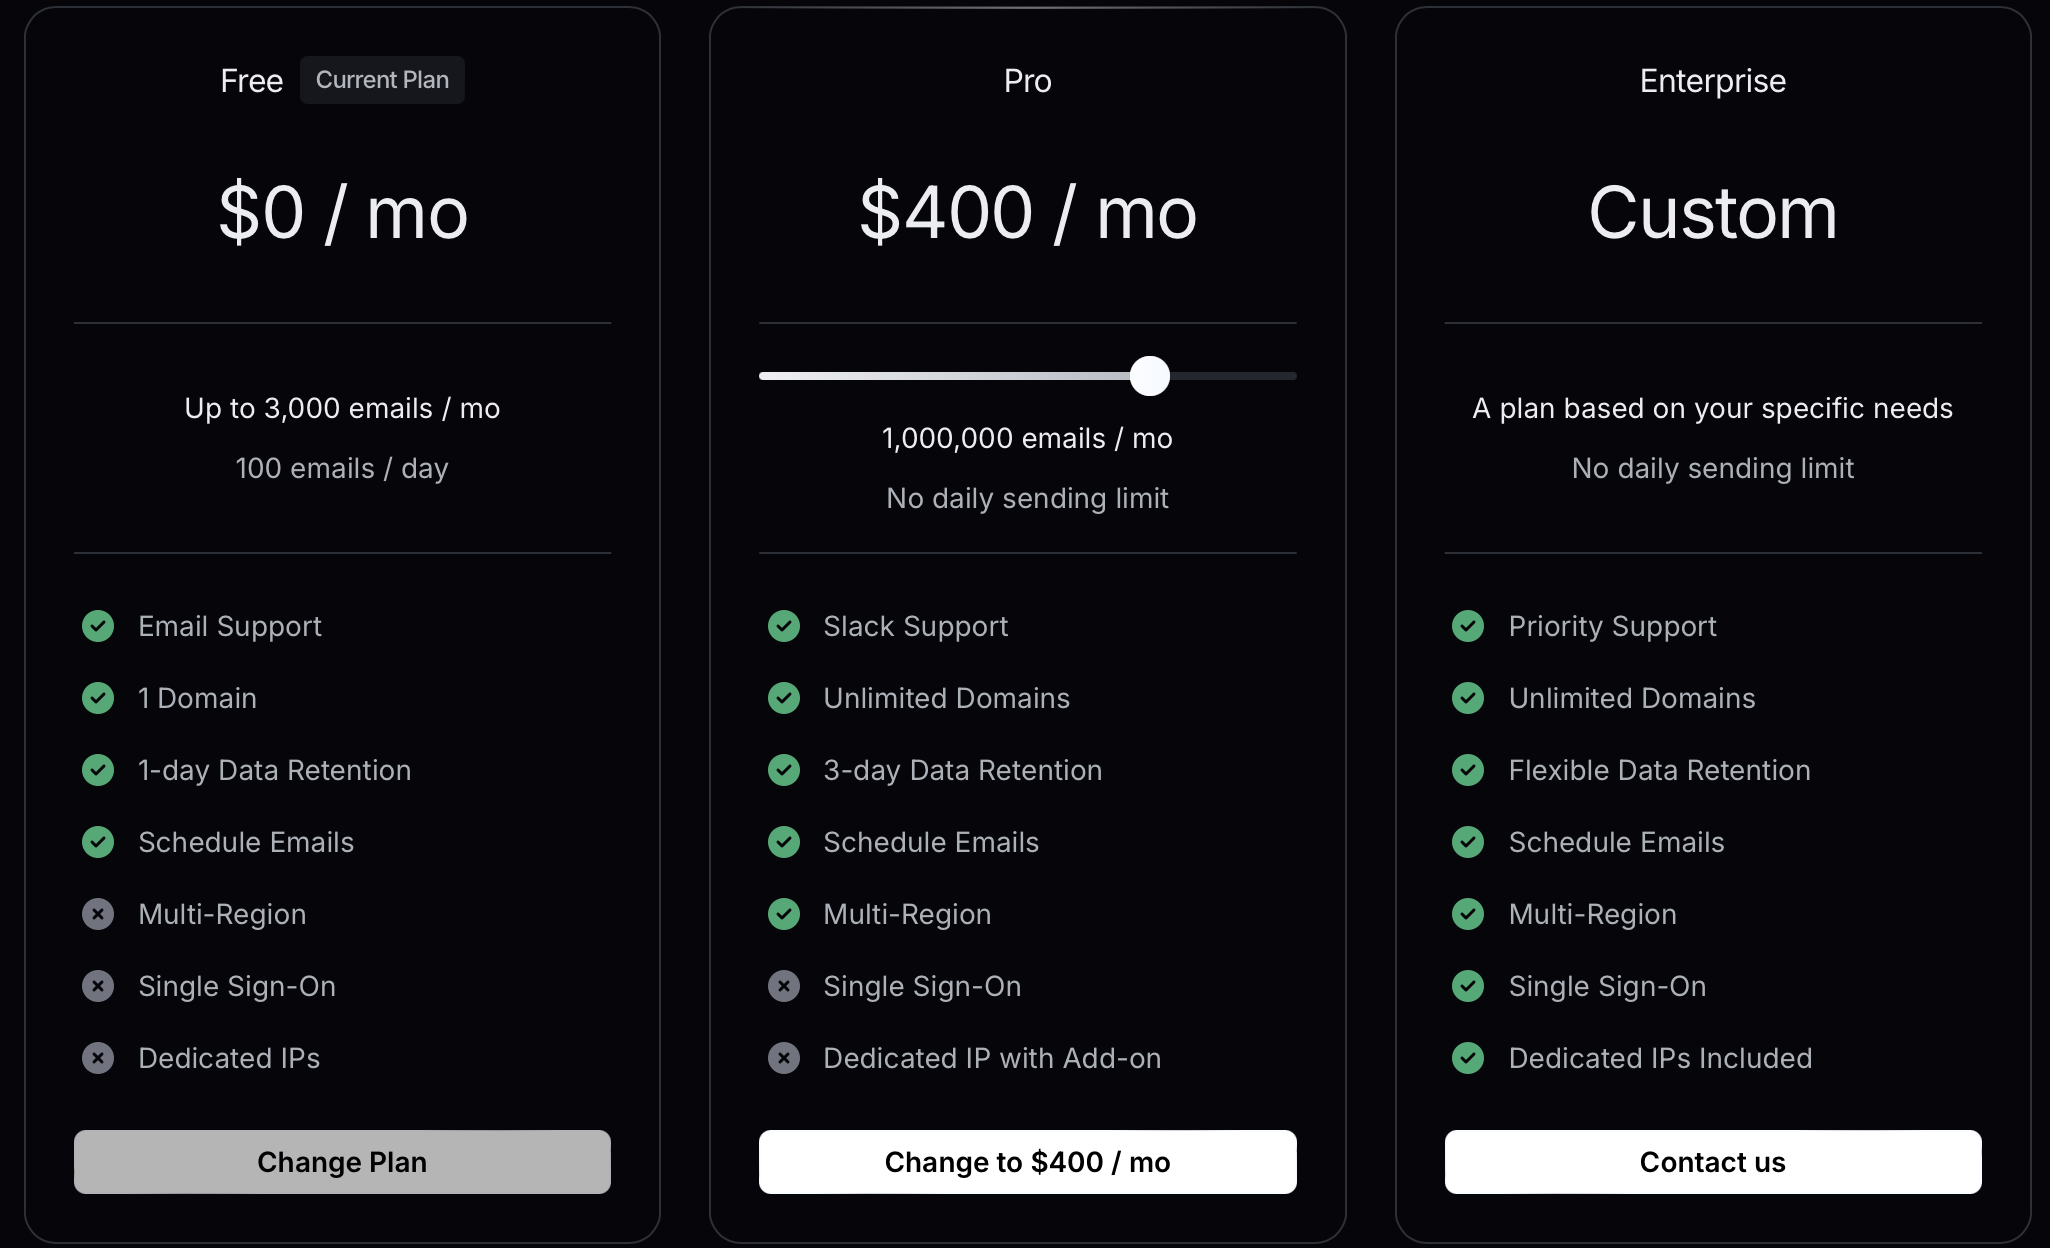 Free
Current Plan
$0 / mo
Up to 3,000 emails / mo
100 emails / day
Email Support
1 Domain
1-day Data Retention
Schedule Emails
Multi-Region
Single Sign-On
Dedicated IPs
Change Plan
Pro
$400 / mo
1,000,000 emails / mo
No daily sending limit
Slack Support
Unlimited Domains
3-day Data Retention
Schedule Emails
Multi-Region
Single Sign-On
Dedicated IP with Add-on
Change to $400 / mo
Enterprise
Custom
A plan based on your specific needs
No daily sending limit
Priority Support
Unlimited Domains
Flexible Data Retention
Schedule Emails
Multi-Region
Single Sign-On
Dedicated IPs Included
Contact us